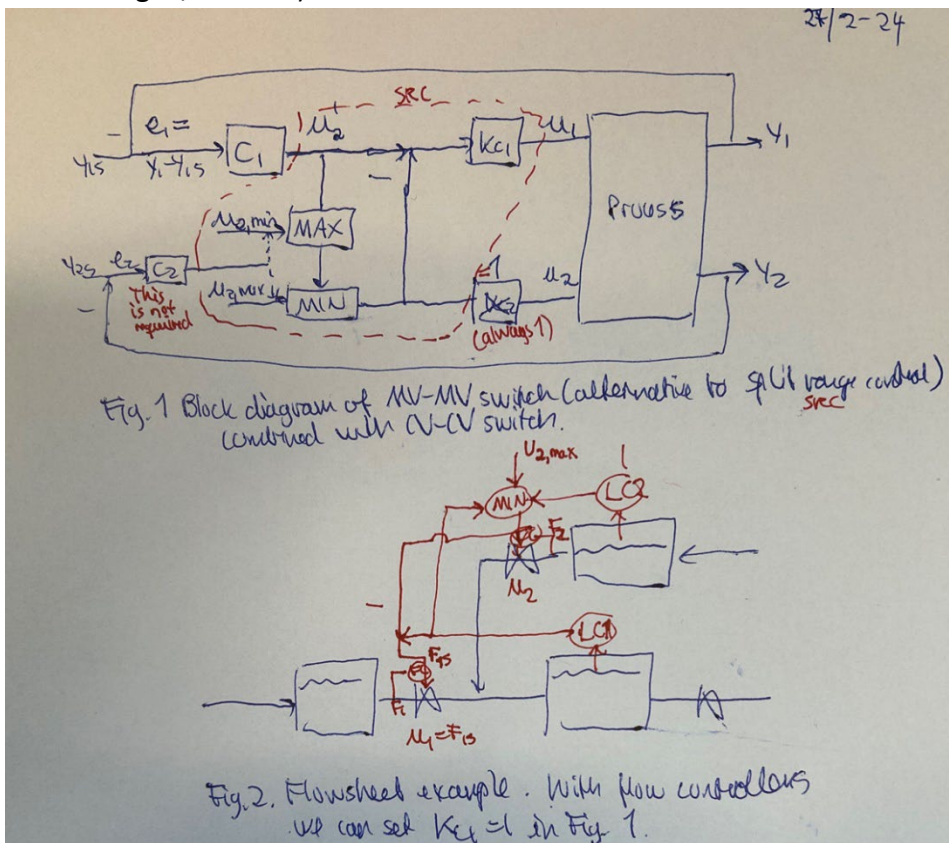 27/2-24
SRC
-
e₁ =
y₁-y₁s
y₁s
C₁
u₂
-
Kc₁
u₁
y₁
Process
u₂,min
MAX
y₂s
e₂
C₂
This
is not
required
-
u₂,max
MIN
=1
Kc₂
(always 1)
u₂
y₂
Fig. 1 Block diagram of MV-MV switch (alternative to split range control)
SRC
combined with CV-CV switch.
U₂,max
MIN
LC2
F₂
u₂
-
LC1
F₁s
FC
F₁
u₁=F₁s
Fig. 2. Flowsheet example. With flow controllers
we can set Kc₁ =1 in Fig 1.